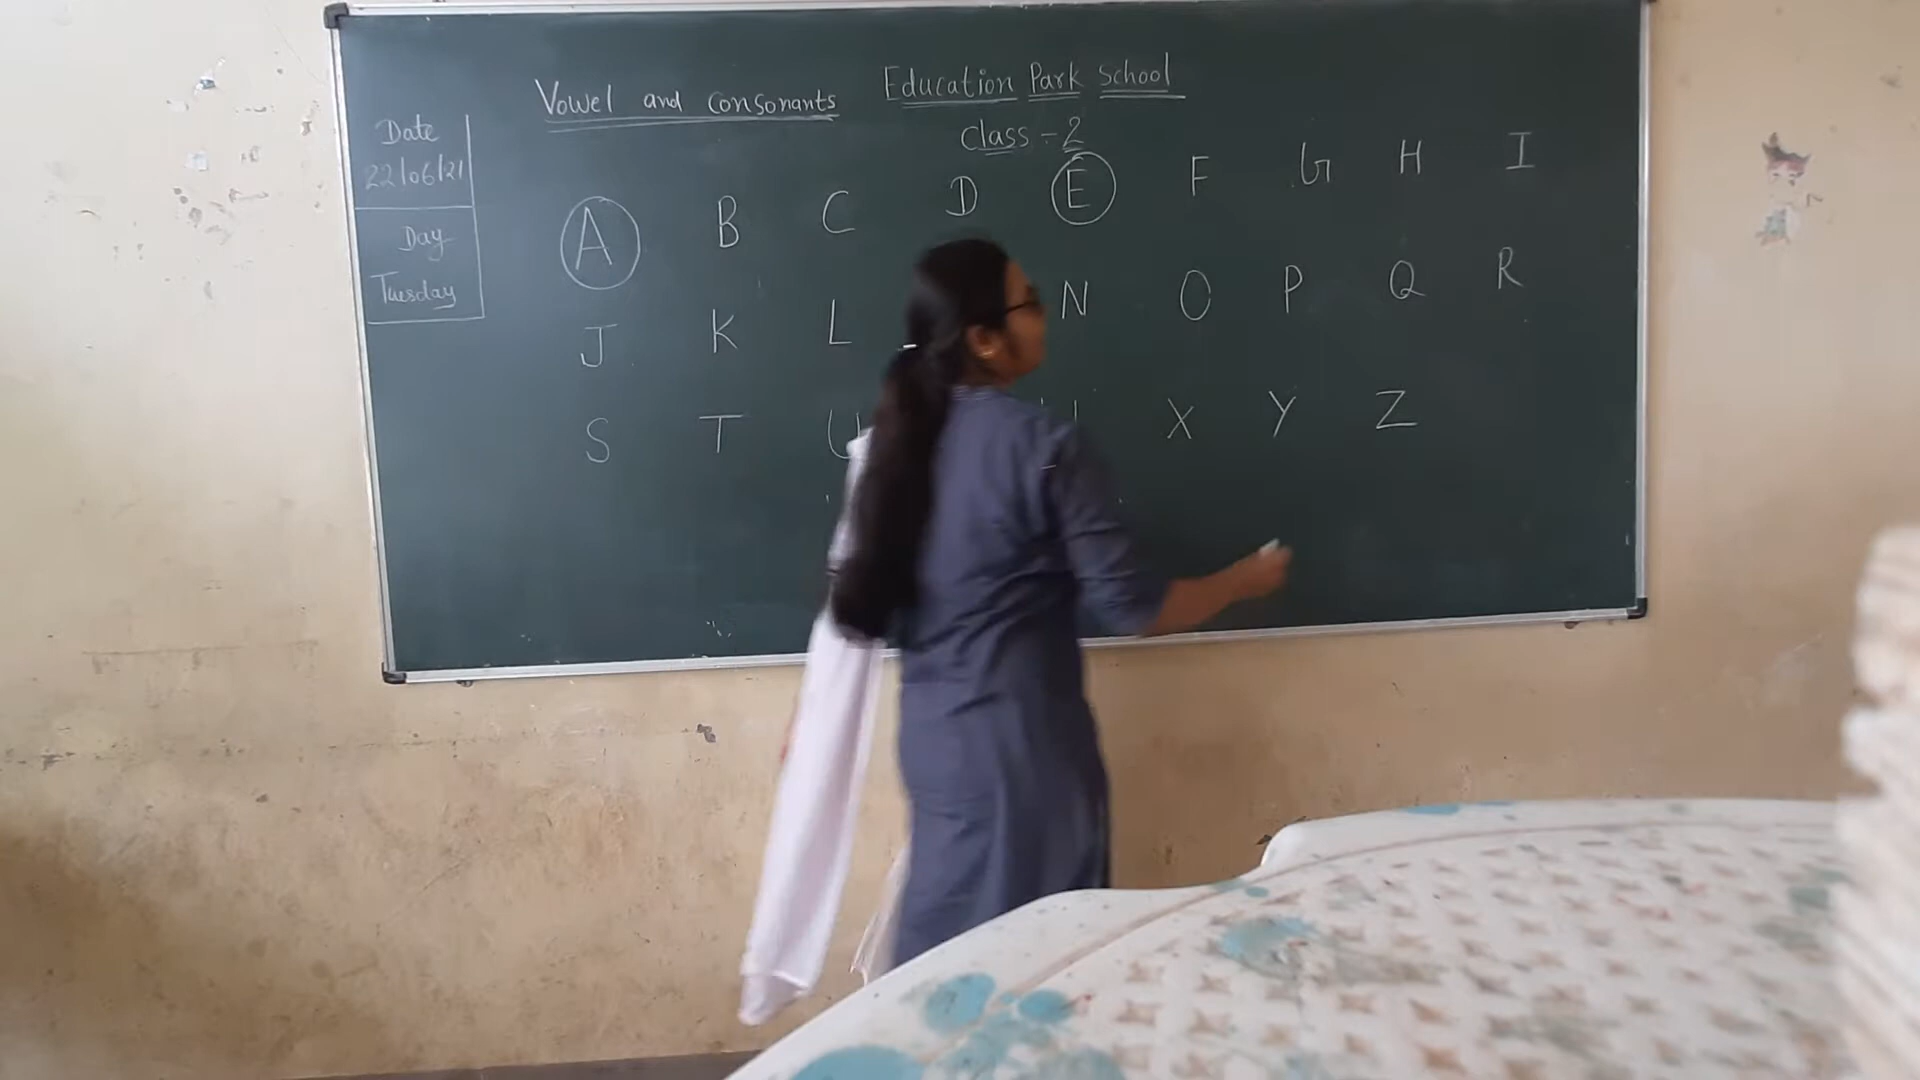 Education Park School
Vowel and consonants
Class - 2
Date
22/06/21
Day
Tuesday
A B C D E F G H I
J K L N O P Q R
S T U X Y Z